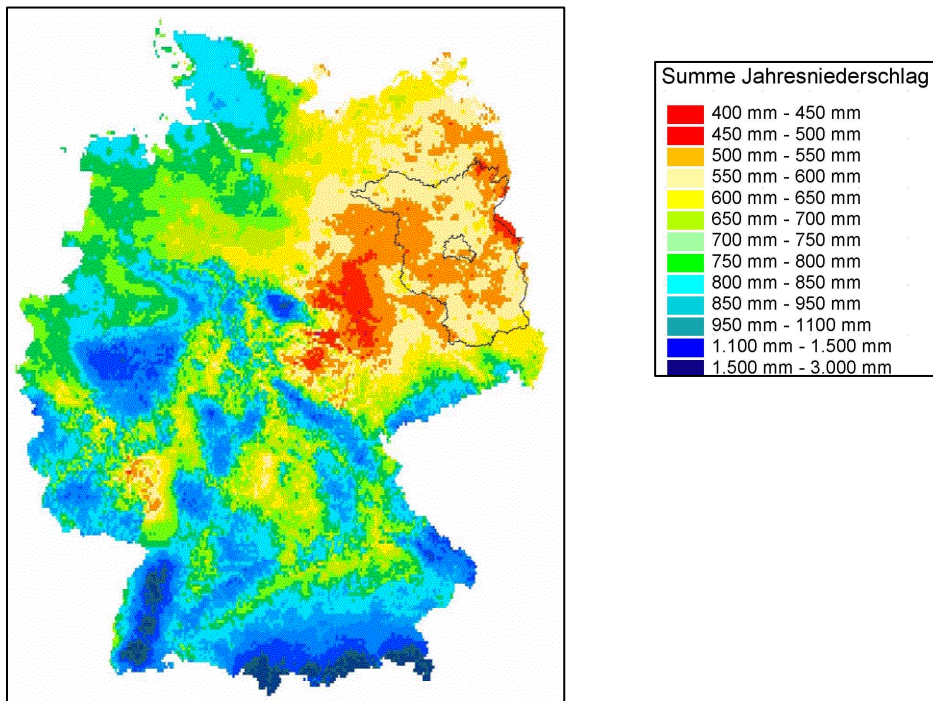 Summe Jahresniederschlag
400 mm - 450 mm
450 mm - 500 mm
500 mm - 550 mm
550 mm - 600 mm
600 mm - 650 mm
650 mm - 700 mm
700 mm - 750 mm
750 mm - 800 mm
800 mm - 850 mm
850 mm - 950 mm
950 mm - 1100 mm
1.100 mm - 1.500 mm
1.500 mm - 3.000 mm